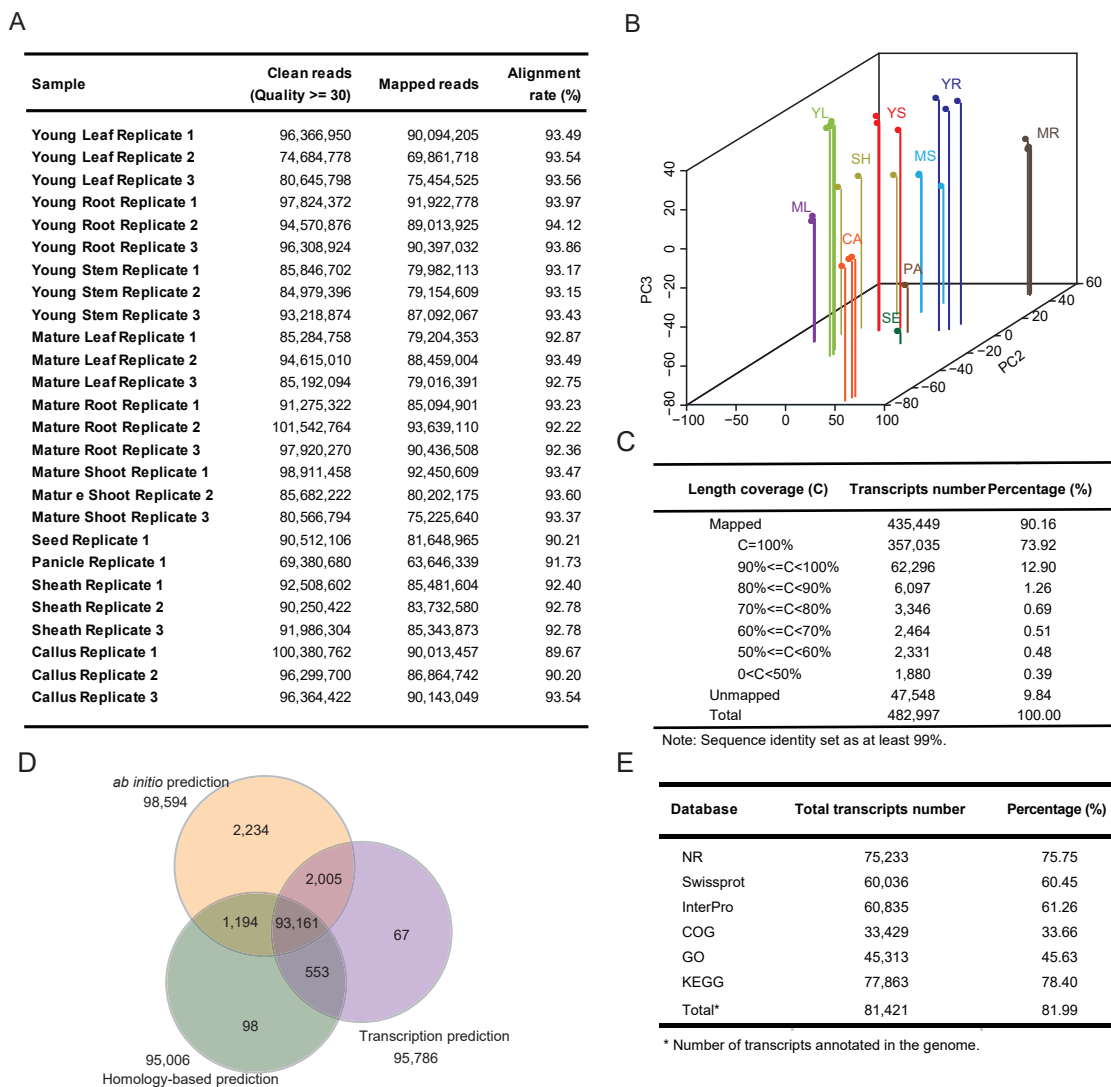 A
Sample Clean reads (Quality >= 30) Mapped reads Alignment rate (%)
Young Leaf Replicate 1 96,366,950 90,094,205 93.49
Young Leaf Replicate 2 74,684,778 69,861,718 93.54
Young Leaf Replicate 3 80,645,798 75,454,525 93.56
Young Root Replicate 1 97,824,372 91,922,778 93.97
Young Root Replicate 2 94,570,876 89,013,925 94.12
Young Root Replicate 3 96,308,924 90,397,032 93.86
Young Stem Replicate 1 85,846,702 79,982,113 93.17
Young Stem Replicate 2 84,979,396 79,154,609 93.15
Young Stem Replicate 3 93,218,874 87,092,067 93.43
Mature Leaf Replicate 1 85,284,758 79,204,353 92.87
Mature Leaf Replicate 2 94,615,010 88,459,004 93.49
Mature Leaf Replicate 3 85,192,094 79,016,391 92.75
Mature Root Replicate 1 91,275,322 85,094,901 93.23
Mature Root Replicate 2 101,542,764 93,639,110 92.22
Mature Root Replicate 3 97,920,270 90,436,508 92.36
Mature Shoot Replicate 1 98,911,458 92,450,609 93.47
Matur e Shoot Replicate 2 85,682,222 80,202,175 93.60
Mature Shoot Replicate 3 80,566,794 75,225,640 93.37
Seed Replicate 1 90,512,106 81,648,965 90.21
Panicle Replicate 1 69,380,680 63,646,339 91.73
Sheath Replicate 1 92,508,602 85,481,604 92.40
Sheath Replicate 2 90,250,422 83,732,580 92.78
Sheath Replicate 3 91,986,304 85,343,873 92.78
Callus Replicate 1 100,380,762 90,013,457 89.67
Callus Replicate 2 96,299,700 86,864,742 90.20
Callus Replicate 3 96,364,422 90,143,049 93.54
B
YL YS YR
SH MS MR
ML CA PA SE
PC3
40
20
0
−20
−40
−60
−80
−100 −50 0 50 100
PC2
−80
−60
−40
−20
0
20
40
60
C
Length coverage (C) Transcripts number Percentage (%)
Mapped 435,449 90.16
C=100% 357,035 73.92
90%<=C<100% 62,296 12.90
80%<=C<90% 6,097 1.26
70%<=C<80% 3,346 0.69
60%<=C<70% 2,464 0.51
50%<=C<60% 2,331 0.48
0<C<50% 1,880 0.39
Unmapped 47,548 9.84
Total 482,997 100.00
Note: Sequence identity set as at least 99%.
D
ab initio prediction
98,594
2,234
2,005
1,194 93,161
67
553
98
Transcription prediction
95,786
95,006
Homology-based prediction
E
Database Total transcripts number Percentage (%)
NR 75,233 75.75
Swissprot 60,036 60.45
InterPro 60,835 61.26
COG 33,429 33.66
GO 45,313 45.63
KEGG 77,863 78.40
Total* 81,421 81.99
* Number of transcripts annotated in the genome.